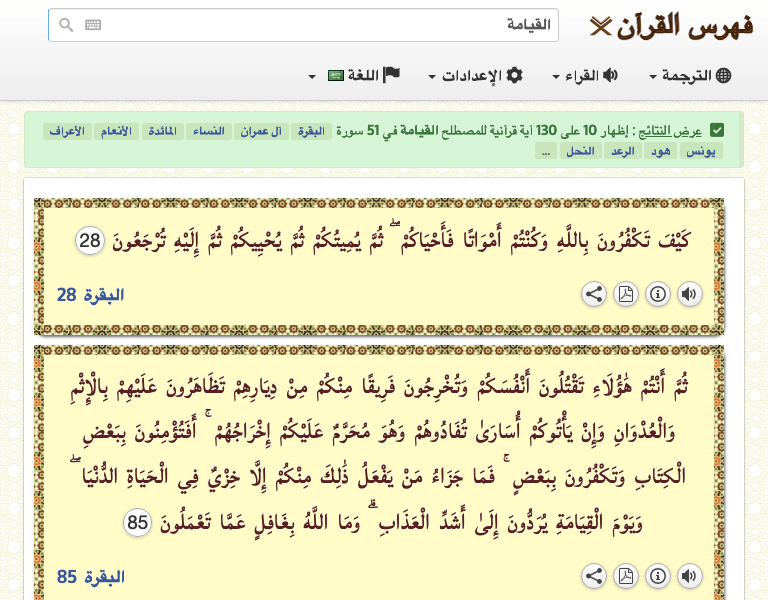 فهرس القرآن
القيامة
الترجمة القراء الإعدادات اللغة
عرض النتائج : إظهار 10 على 130 آية قرآنية للمصطلح القيامة في 51 سورة البقرة آل عمران النساء المائدة الأنعام الأعراف
يونس هود الرعد النحل ...
كَيْفَ تَكْفُرُونَ بِاللَّهِ وَكُنْتُمْ أَمْوَاتًا فَأَحْيَاكُمْ ۖ ثُمَّ يُمِيتُكُمْ ثُمَّ يُحْيِيكُمْ ثُمَّ إِلَيْهِ تُرْجَعُونَ 28
البقرة 28
ثُمَّ أَنْتُمْ هَٰؤُلَاءِ تَقْتُلُونَ أَنْفُسَكُمْ وَتُخْرِجُونَ فَرِيقًا مِنْكُمْ مِنْ دِيَارِهِمْ تَظَاهَرُونَ عَلَيْهِمْ بِالْإِثْمِ
وَالْعُدْوَانِ وَإِنْ يَأْتُوكُمْ أُسَارَىٰ تُفَادُوهُمْ وَهُوَ مُحَرَّمٌ عَلَيْكُمْ إِخْرَاجُهُمْ ۚ أَفَتُؤْمِنُونَ بِبَعْضِ
الْكِتَابِ وَتَكْفُرُونَ بِبَعْضٍ ۚ فَمَا جَزَاءُ مَنْ يَفْعَلُ ذَٰلِكَ مِنْكُمْ إِلَّا خِزْيٌ فِي الْحَيَاةِ الدُّنْيَا ۖ
وَيَوْمَ الْقِيَامَةِ يُرَدُّونَ إِلَىٰ أَشَدِّ الْعَذَابِ ۗ وَمَا اللَّهُ بِغَافِلٍ عَمَّا تَعْمَلُونَ 85
البقرة 85